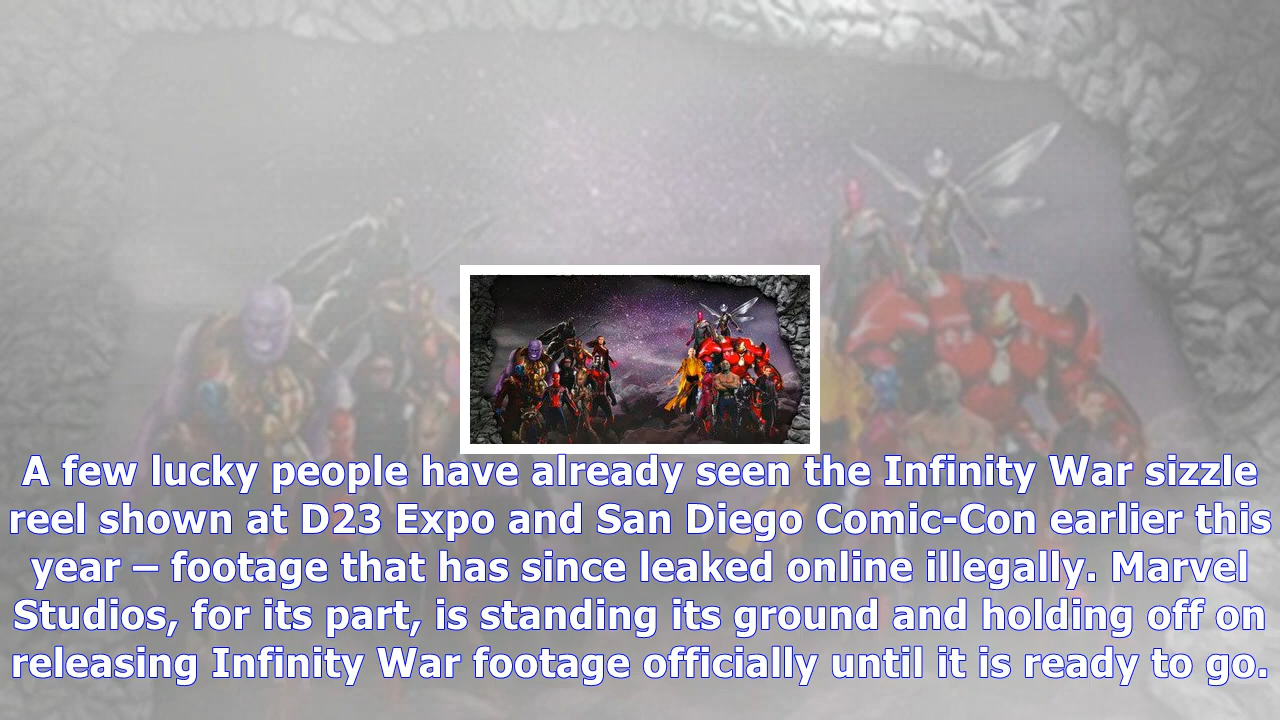 A few lucky people have already seen the Infinity War sizzle
reel shown at D23 Expo and San Diego Comic-Con earlier this
year – footage that has since leaked online illegally. Marvel
Studios, for its part, is standing its ground and holding off on
releasing Infinity War footage officially until it is ready to go.